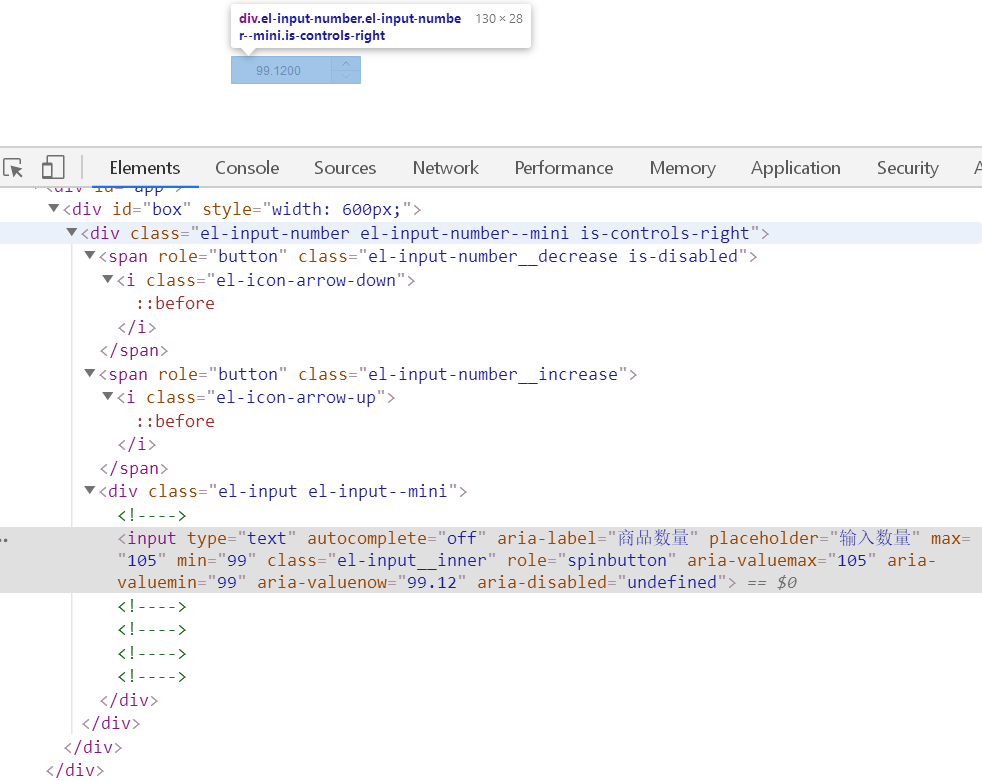 div.el-input-number.el-input-numbe 130 × 28
r--mini.is-controls-right
99.1200
Elements Console Sources Network Performance Memory Application Security
<div id="app">
▼<div id="box" style="width: 600px;">
▼<div class="el-input-number el-input-number--mini is-controls-right">
▼<span role="button" class="el-input-number__decrease is-disabled">
▼<i class="el-icon-arrow-down">
::before
</i>
</span>
▼<span role="button" class="el-input-number__increase">
▼<i class="el-icon-arrow-up">
::before
</i>
</span>
▼<div class="el-input el-input--mini">
<!---->
<input type="text" autocomplete="off" aria-label="商品数量" placeholder="输入数量" max=
"105" min="99" class="el-input__inner" role="spinbutton" aria-valuemax="105" aria-
valuemin="99" aria-valuenow="99.12" aria-disabled="undefined"> == $0
<!---->
<!---->
<!---->
<!---->
</div>
</div>
</div>
</div>